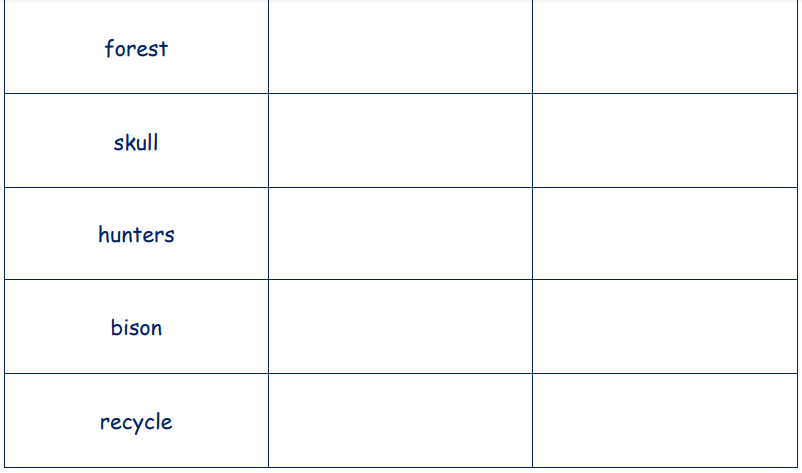 forest
skull
hunters
bison
recycle